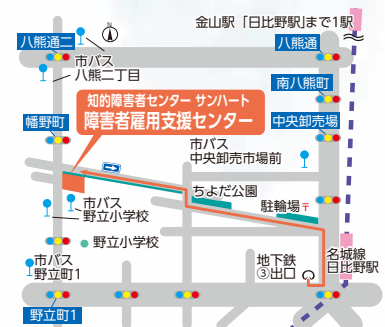 金山駅「日比野駅」まで1駅
八熊通二
市バス
八熊二丁目
八熊通
南八熊町
知的障害者センター サンハート
障害者雇用支援センター
幡野町
中央卸売場
市バス
中央卸売市場前
ちよだ公園
駐輪場〒
市バス
野立小学校
野立小学校
市バス
野立町1
地下鉄
③出口
名城線
日比野駅
野立町1
N